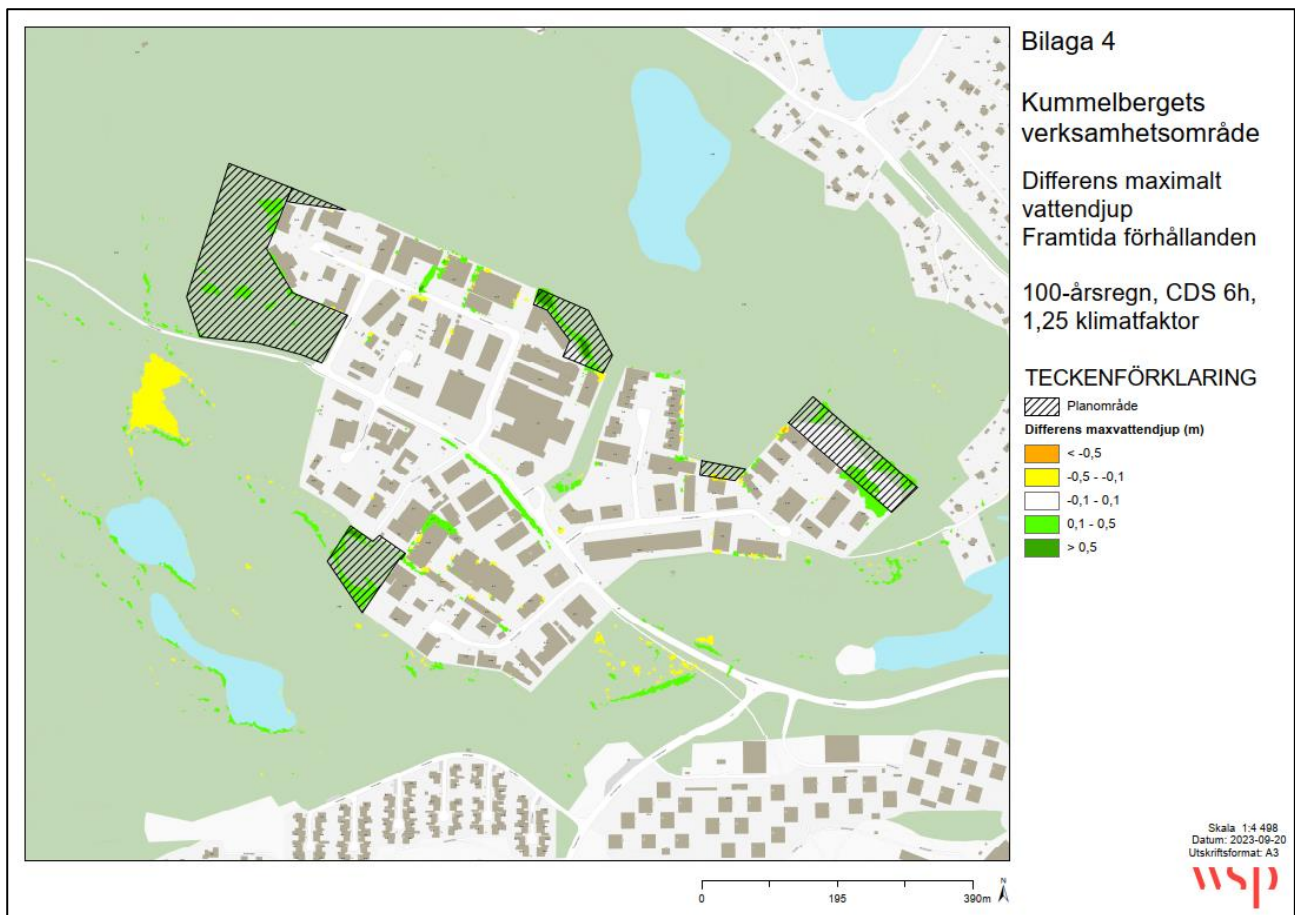 Bilaga 4
Kummelbergets
verksamhetsområde
Differens maximalt
vattendjup
Framtida förhållanden
100-årsregn, CDS 6h,
1,25 klimatfaktor
TECKENFÖRKLARING
Planområde
Differens maxvattendjup (m)
< -0,5
-0,5 - -0,1
-0,1 - 0,1
0,1 - 0,5
> 0,5
Skala 1:4 498
Datum: 2023-09-20
Utskriftsformat: A3
wsp
N
0 195 390m